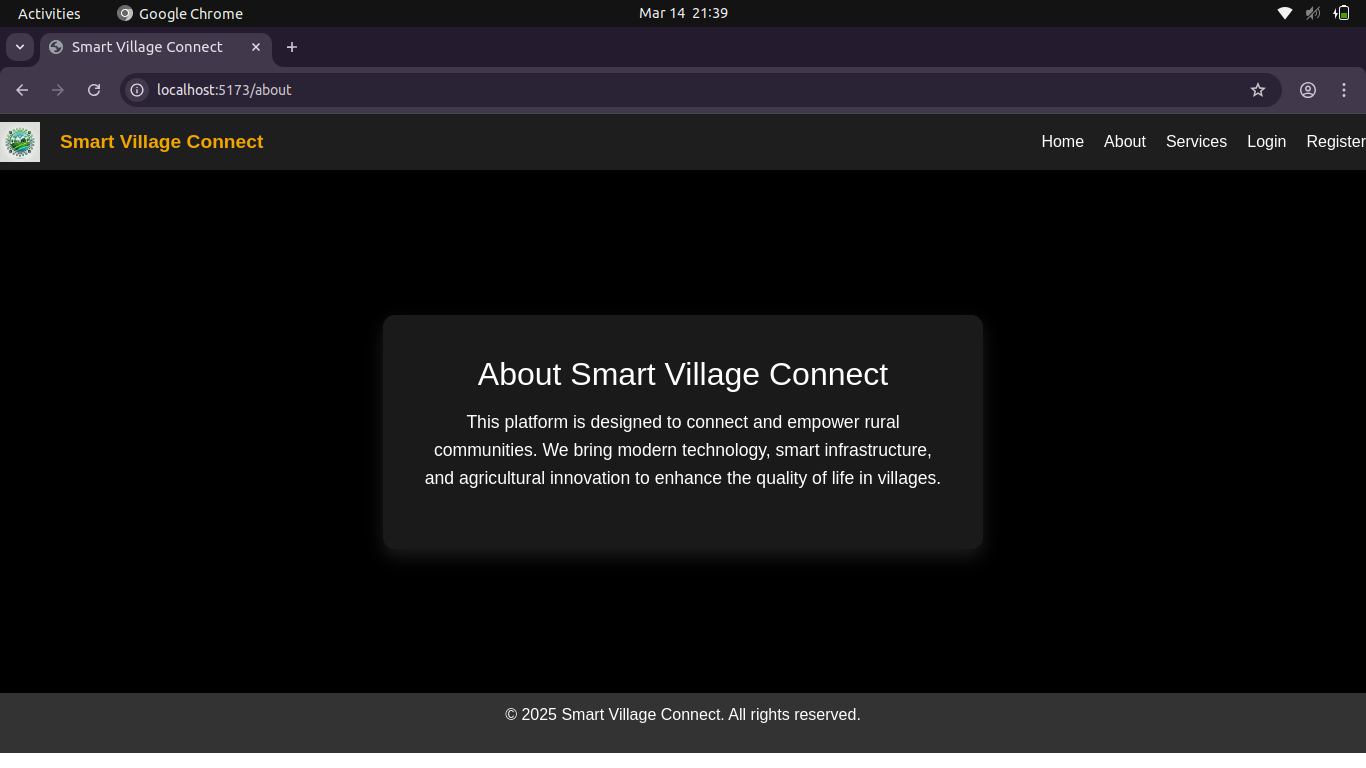 Activities
Google Chrome
Mar 14 21:39
Smart Village Connect
localhost:5173/about
Smart Village Connect
Home About Services Login Register
About Smart Village Connect
This platform is designed to connect and empower rural
communities. We bring modern technology, smart infrastructure,
and agricultural innovation to enhance the quality of life in villages.
© 2025 Smart Village Connect. All rights reserved.